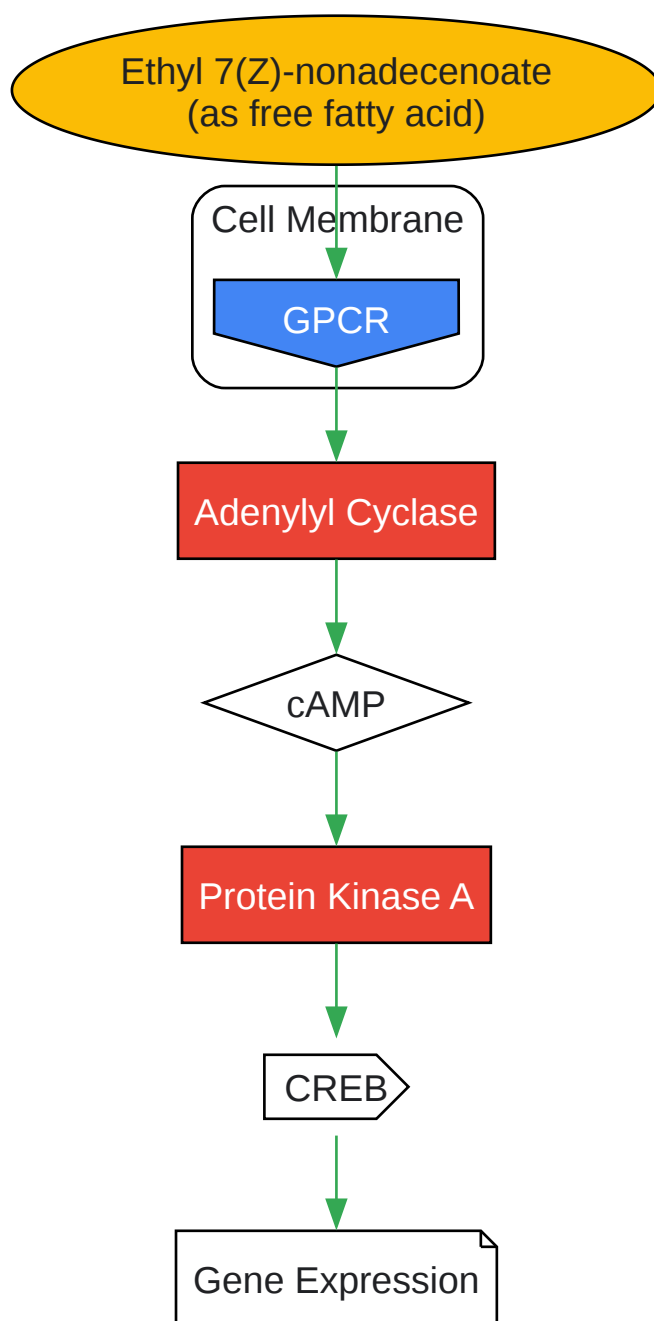 Ethyl 7(Z)-nonadecenoate
(as free fatty acid)
Cell Membrane
GPCR
Adenylyl Cyclase
cAMP
Protein Kinase A
CREB
Gene Expression